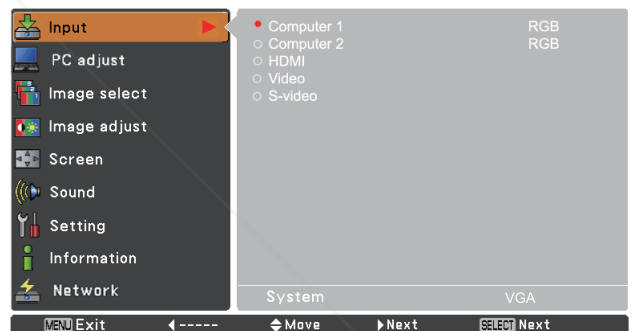 Input
PC adjust
Image select
Image adjust
Screen
Sound
Setting
Information
Network
Computer 1 RGB
Computer 2 RGB
HDMI
Video
S-video
System VGA
MENU Exit ----- Move Next SELECT Next